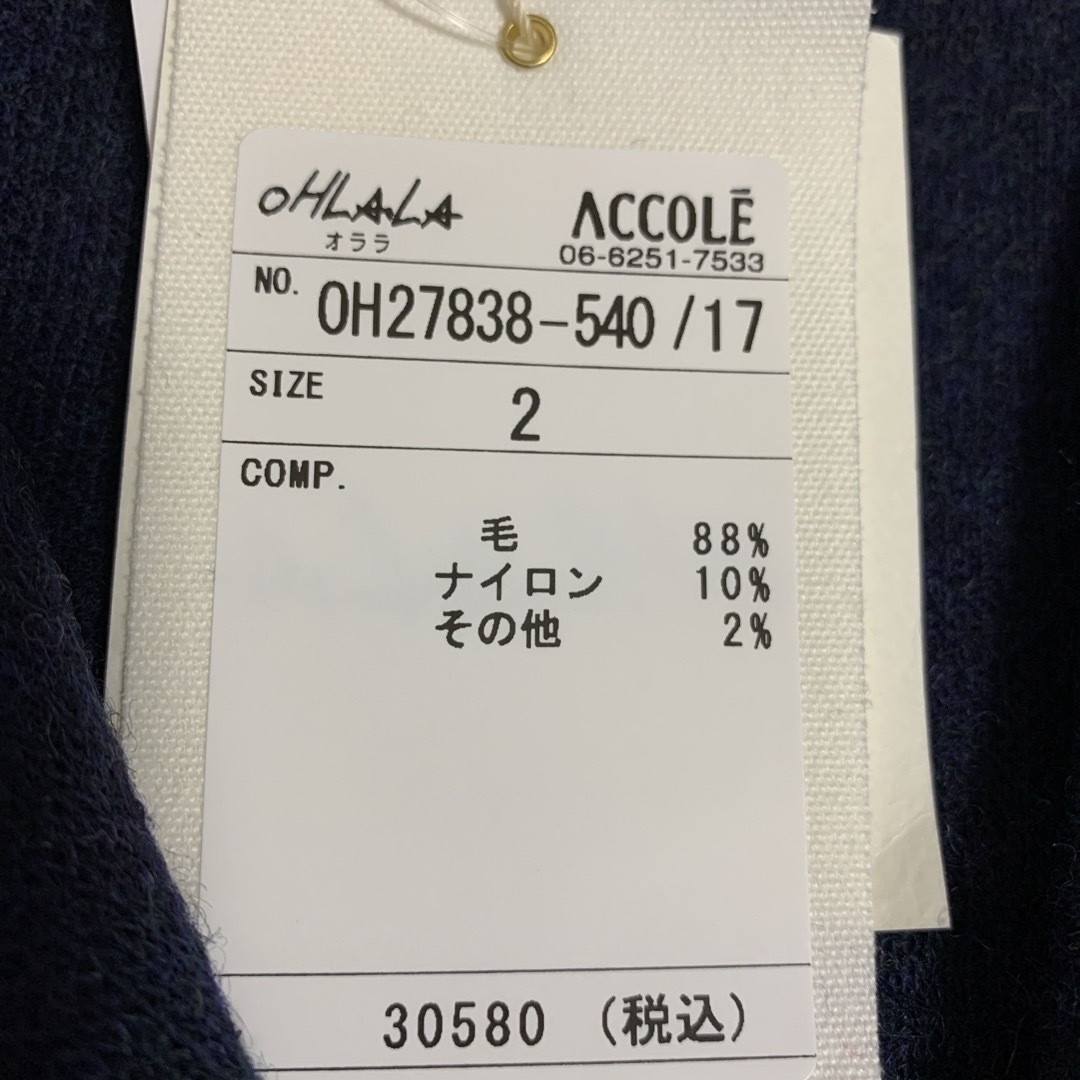 OHLALA ACCOLĒ
オララ 06-6251-7533
NO. OH27838-540 /17
SIZE 2
COMP.
毛 88%
ナイロン 10%
その他 2%
30580 (税込)